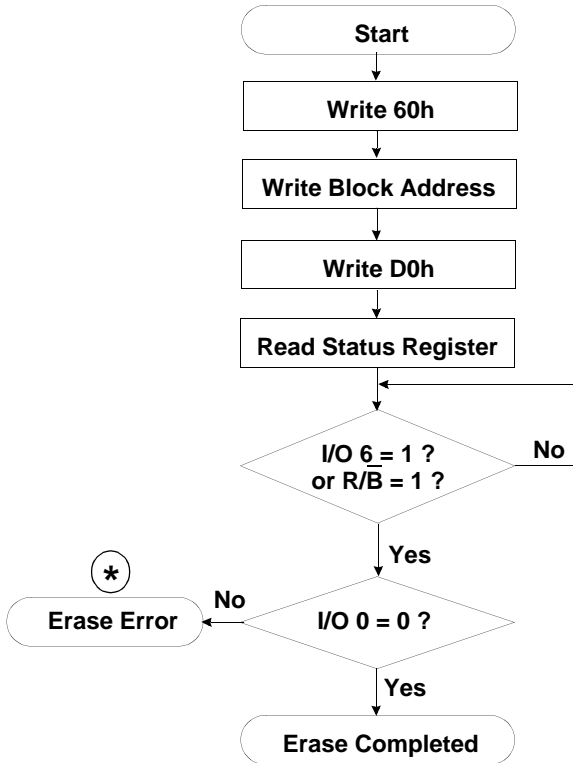 Start
Write 60h
Write Block Address
Write D0h
Read Status Register
I/O 6 = 1 ?
or R/B̅ = 1 ?
No
Yes
*
No
Erase Error
I/O 0 = 0 ?
Yes
Erase Completed